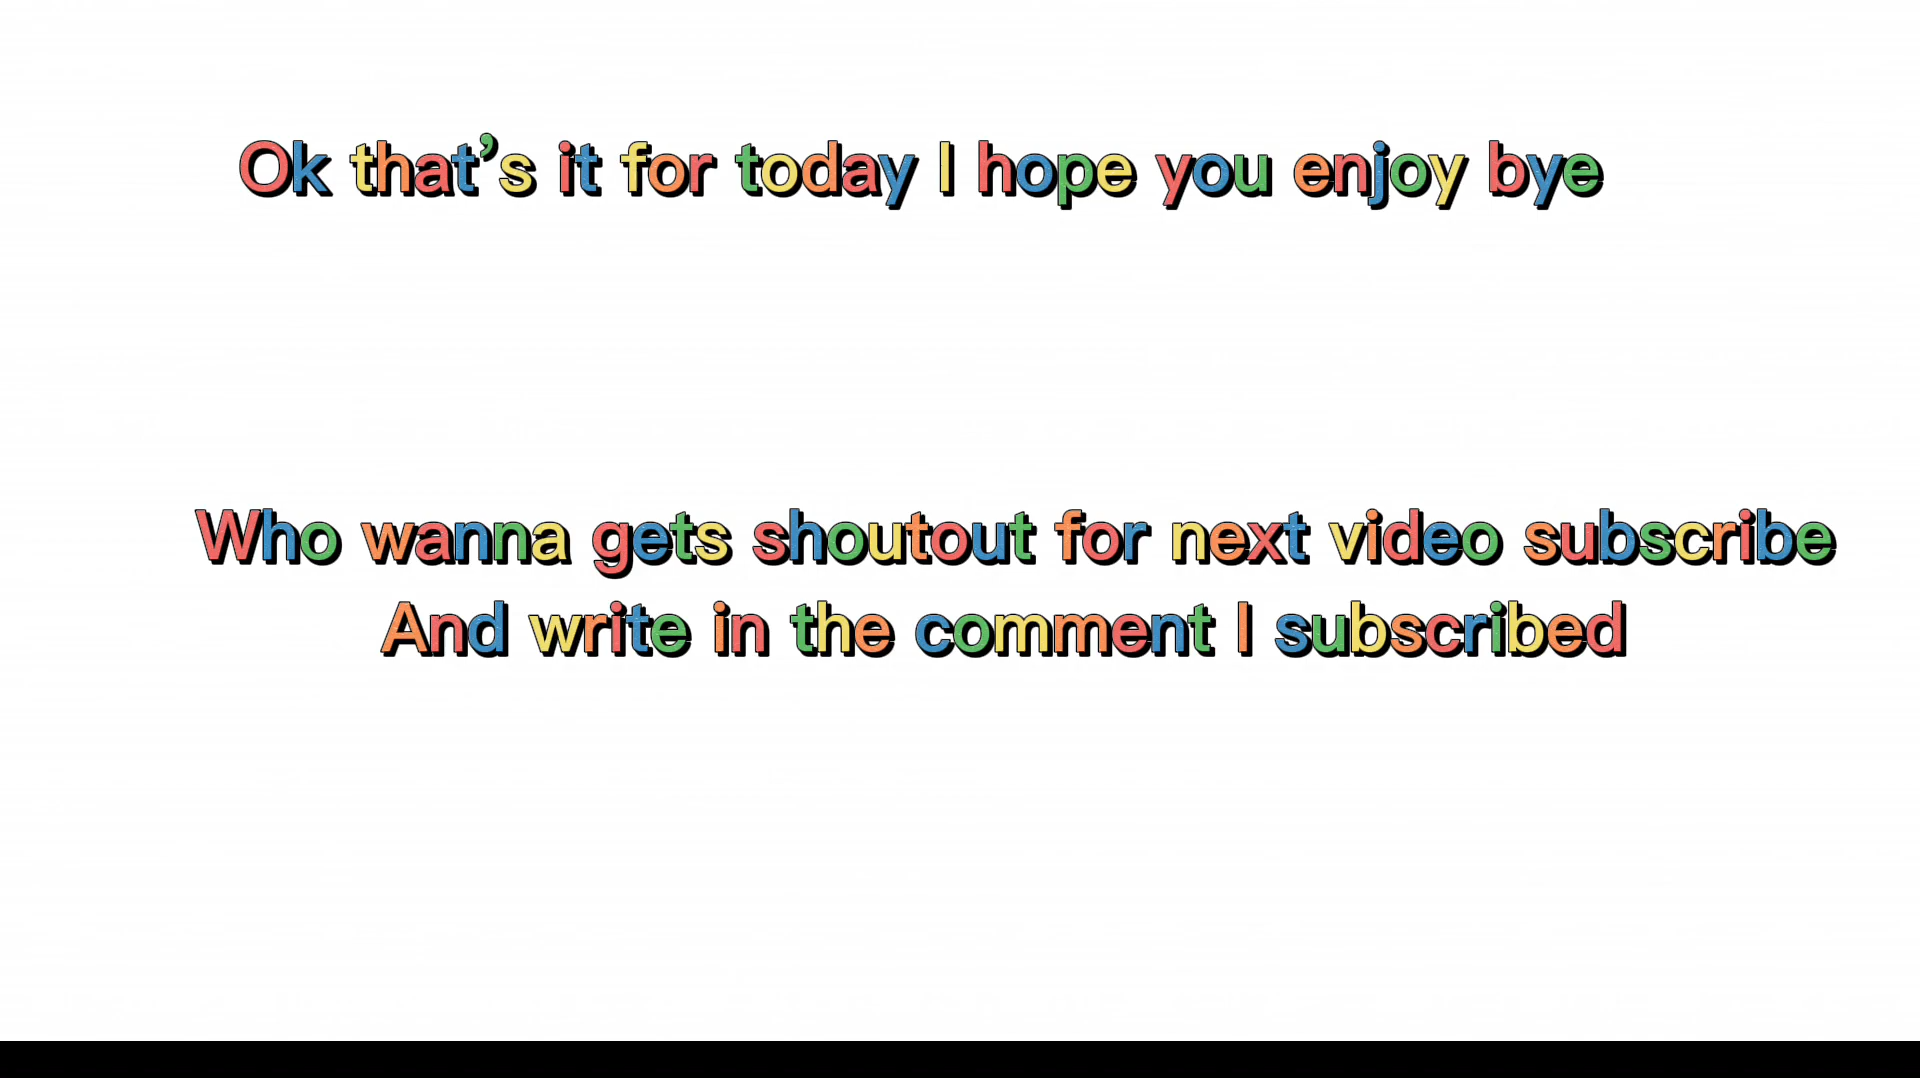 Ok that’s it for today I hope you enjoy bye
Who wanna gets shoutout for next video subscribe
And write in the comment I subscribed